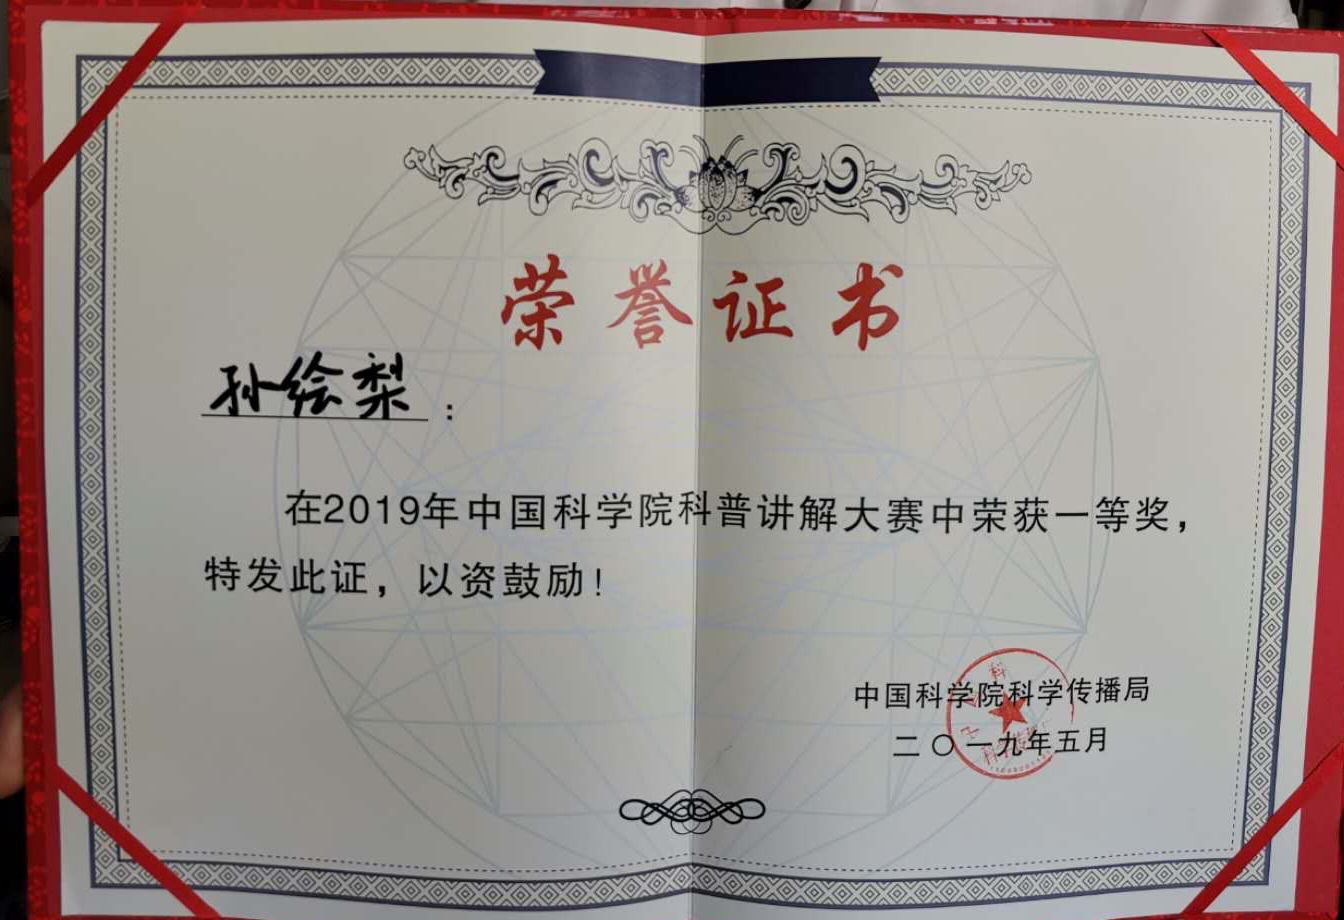 荣誉证书
孙绘梨：
在2019年中国科学院科普讲解大赛中荣获一等奖，
特发此证，以资鼓励！
中国科学院科学传播局
二〇一九年五月